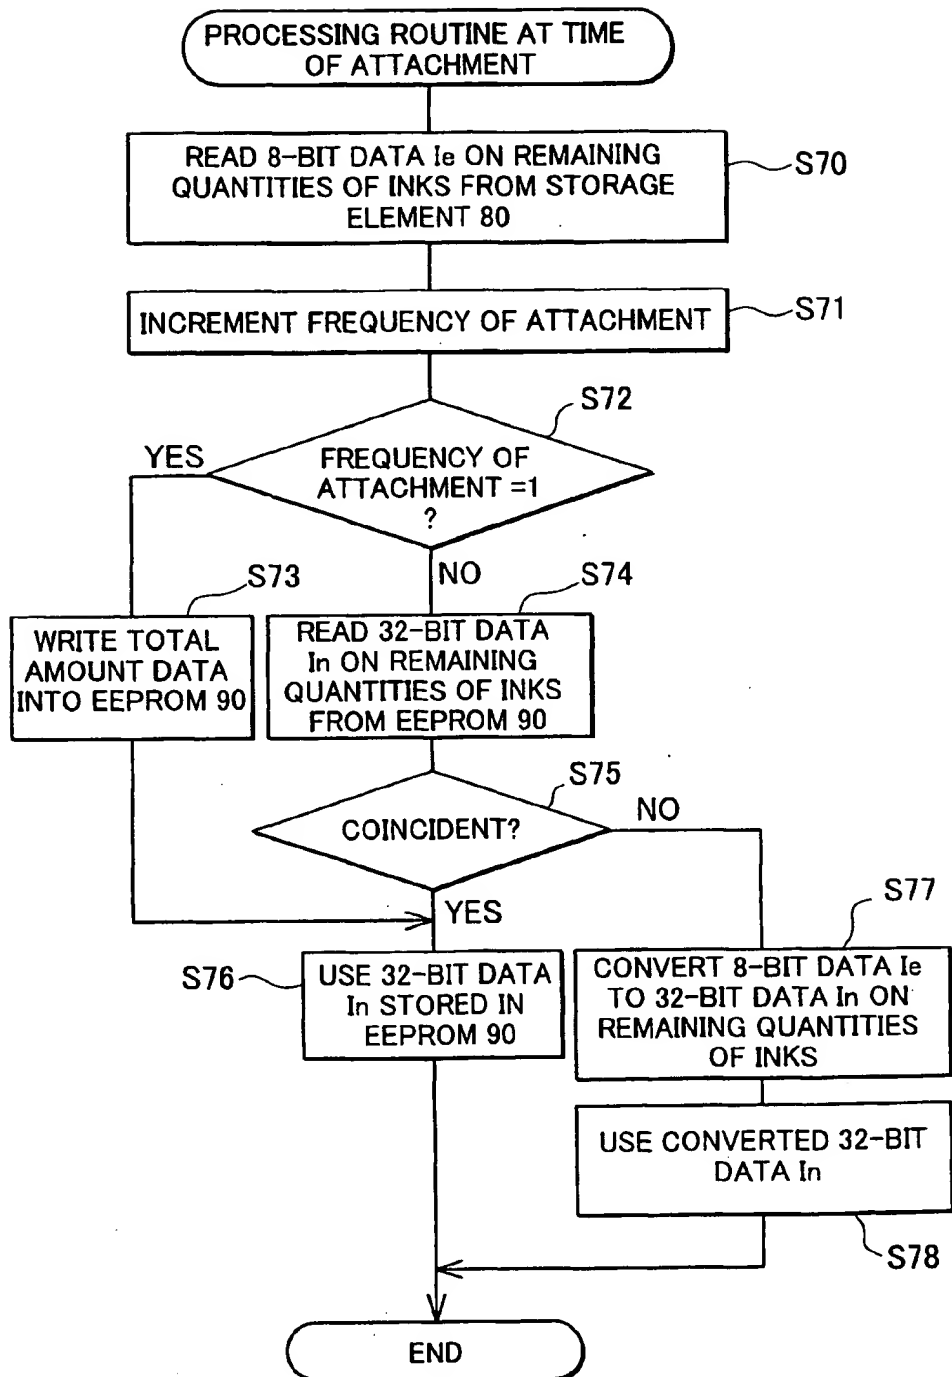 PROCESSING ROUTINE AT TIME
OF ATTACHMENT
READ 8-BIT DATA Ie ON REMAINING
QUANTITIES OF INKS FROM STORAGE
ELEMENT 80
S70
INCREMENT FREQUENCY OF ATTACHMENT
S71
S72
YES
FREQUENCY OF
ATTACHMENT =1
?
NO
S73
S74
WRITE TOTAL
AMOUNT DATA
INTO EEPROM 90
READ 32-BIT DATA
In ON REMAINING
QUANTITIES OF INKS
FROM EEPROM 90
S75
COINCIDENT?
NO
YES
S77
S76
USE 32-BIT DATA
In STORED IN
EEPROM 90
CONVERT 8-BIT DATA Ie
TO 32-BIT DATA In ON
REMAINING QUANTITIES
OF INKS
USE CONVERTED 32-BIT
DATA In
S78
END